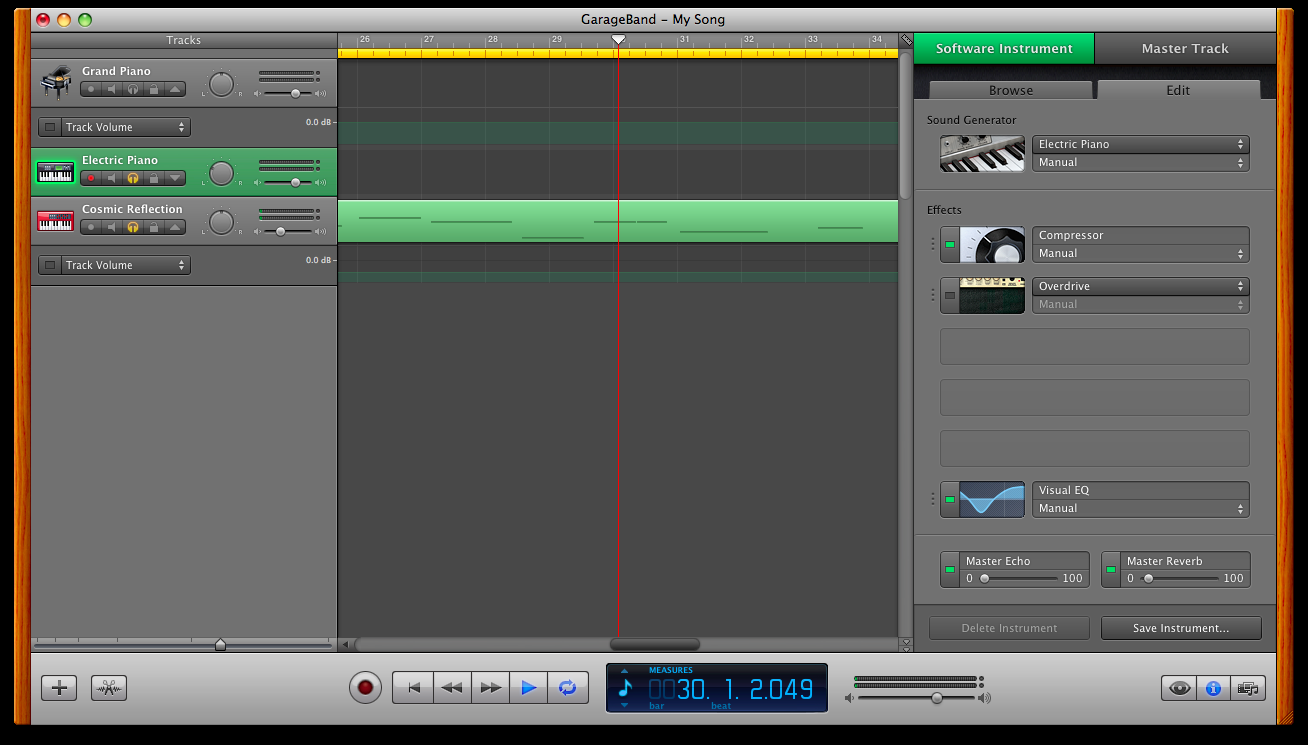 GarageBand – My Song
Tracks
26 27 28 29 31 32 33 34
Software Instrument
Master Track
Grand Piano
L R
Track Volume
0.0 dB
Electric Piano
L R
Cosmic Reflection
L R
Track Volume
0.0 dB
Browse
Edit
Sound Generator
Electric Piano
Manual
Effects
Compressor
Manual
Overdrive
Manual
Visual EQ
Manual
Master Echo
0 100
Master Reverb
0 100
Delete Instrument
Save Instrument...
MEASURES
30. 1. 2.049
bar beat